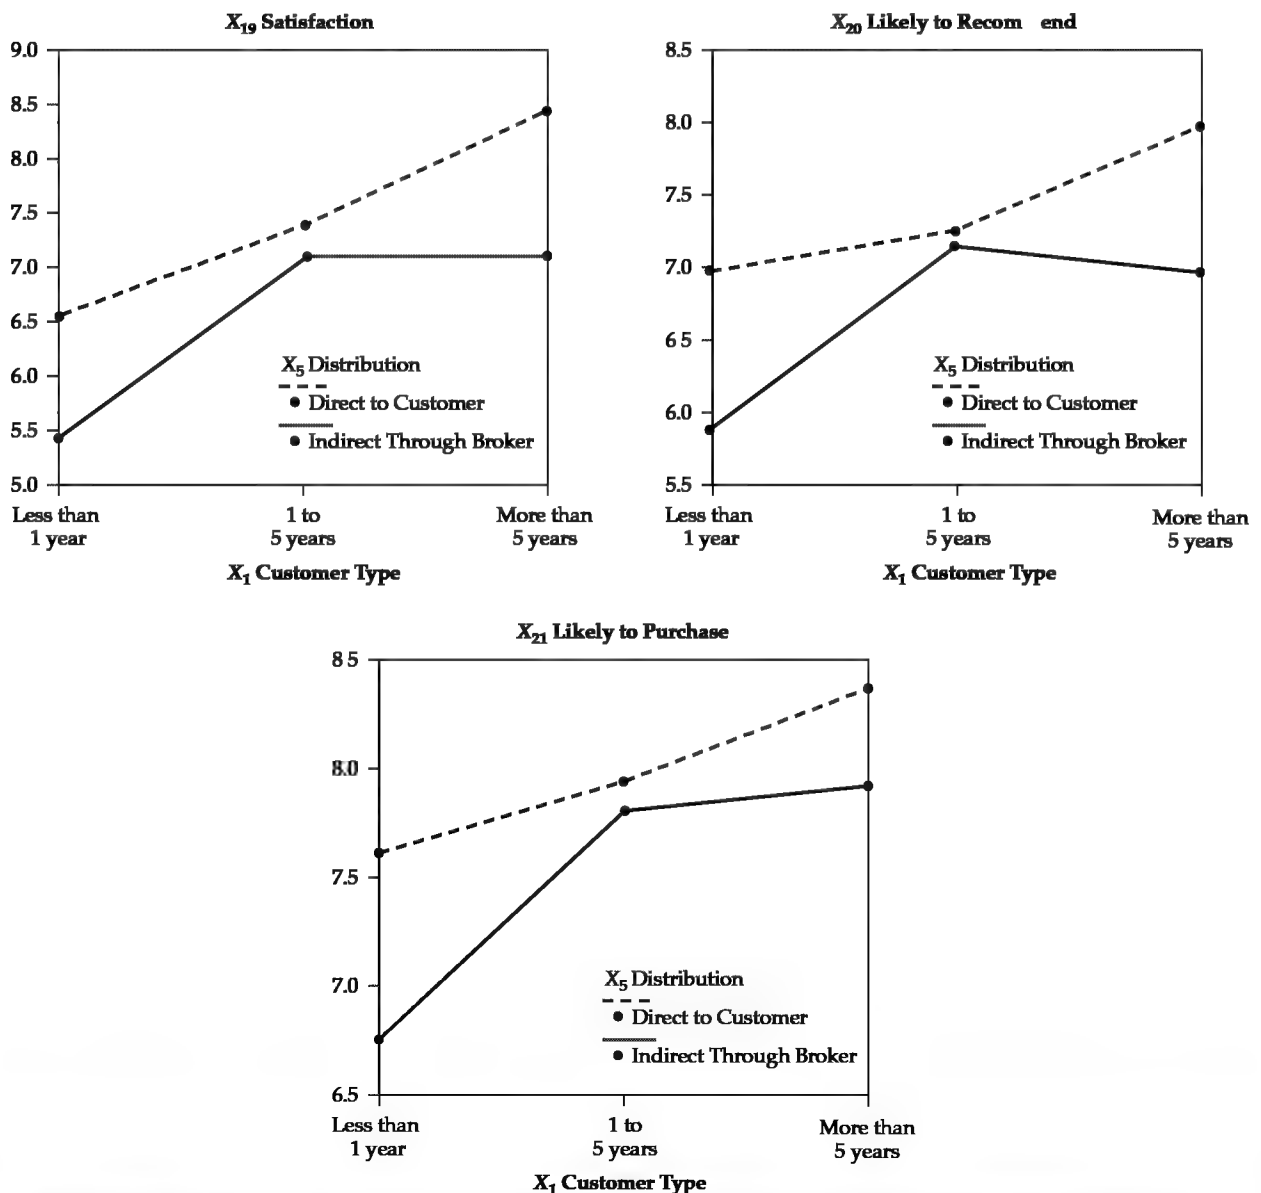 X19 Satisfaction
9.0
8.5
8.0
7.5
7.0
6.5
6.0
5.5
5.0
X5 Distribution
Direct to Customer
Indirect Through Broker
Less than
1 year
1 to
5 years
More than
5 years
X1 Customer Type
X20 Likely to Recom end
8.5
8.0
7.5
7.0
6.5
6.0
5.5
X5 Distribution
Direct to Customer
Indirect Through Broker
Less than
1 year
1 to
5 years
More than
5 years
X1 Customer Type
X21 Likely to Purchase
8 5
8.0
7.5
7.0
6.5
X5 Distribution
Direct to Customer
Indirect Through Broker
Less than
1 year
1 to
5 years
More than
5 years
X1 Customer Type